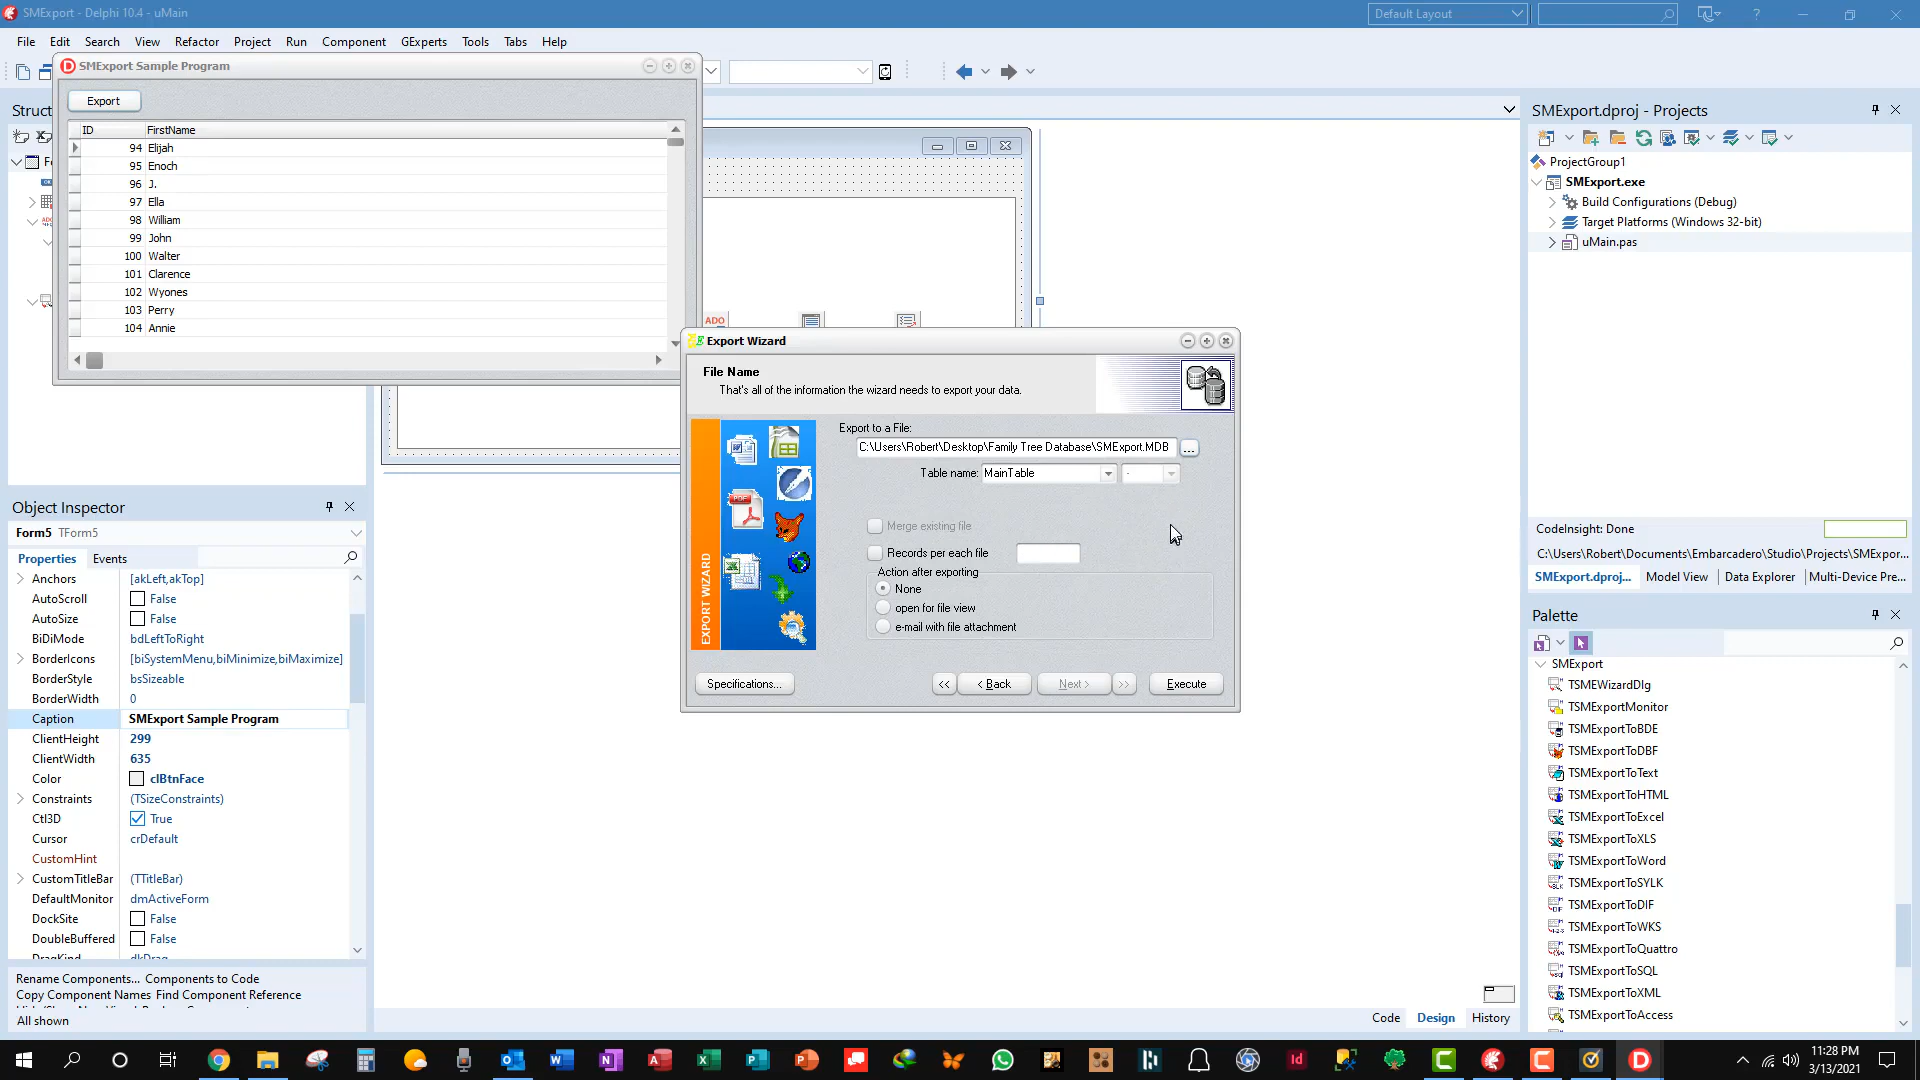 SMExport - Delphi 10.4 - uMain
Default Layout
File Edit Search View Refactor Project Run Component GExperts Tools Tabs Help
SMExport Sample Program
Export
ID FirstName
94 Elijah
95 Enoch
96 J.
97 Ella
98 William
99 John
100 Walter
101 Clarence
102 Wyones
103 Perry
104 Annie
Struct
ADO
Export Wizard
File Name
That's all of the information the wizard needs to export your data.
EXPORT WIZARD
PDF
Export to a File:
C:\Users\Robert\Desktop\Family Tree Database\SMExport.MDB
...
Table name: MainTable
-
Merge existing file
Records per each file
Action after exporting
None
open for file view
e-mail with file attachment
Specifications...
<<
< Back
Next >
>>
Execute
Object Inspector
Form5 TForm5
Properties Events
Anchors [akLeft,akTop]
AutoScroll False
AutoSize False
BiDiMode bdLeftToRight
BorderIcons [biSystemMenu,biMinimize,biMaximize]
BorderStyle bsSizeable
BorderWidth 0
Caption SMExport Sample Program
ClientHeight 299
ClientWidth 635
Color clBtnFace
Constraints (TSizeConstraints)
Ctl3D True
Cursor crDefault
CustomHint
CustomTitleBar (TTitleBar)
DefaultMonitor dmActiveForm
DockSite False
DoubleBuffered False
Rename Components... Components to Code
Copy Component Names Find Component Reference
All shown
Code Design History
SMExport.dproj - Projects
ProjectGroup1
SMExport.exe
Build Configurations (Debug)
Target Platforms (Windows 32-bit)
uMain.pas
CodeInsight: Done
C:\Users\Robert\Documents\Embarcadero\Studio\Projects\SMExpor...
SMExport.dproj... Model View Data Explorer Multi-Device Pre...
Palette
SMExport
TSMEWizardDlg
TSMExportMonitor
TSMExportToBDE
TSMExportToDBF
TSMExportToText
TSMExportToHTML
TSMExportToExcel
TSMExportToXLS
TSMExportToWord
TSMExportToSYLK
TSMExportToDIF
TSMExportToWKS
TSMExportToQuattro
TSMExportToSQL
TSMExportToXML
TSMExportToAccess
11:28 PM
3/13/2021